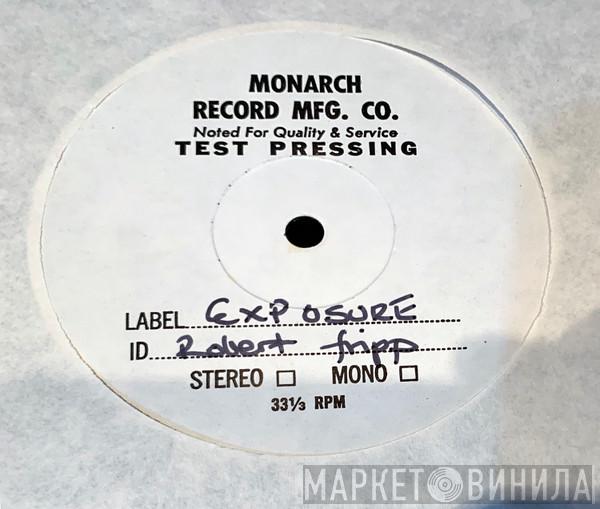 MONARCH
RECORD MFG. CO.
Noted For Quality & Service
TEST PRESSING
LABEL EXPOSURE
ID Robert fripp
STEREO MONO
33⅓ RPM
МАРКЕТ ВИНИЛА